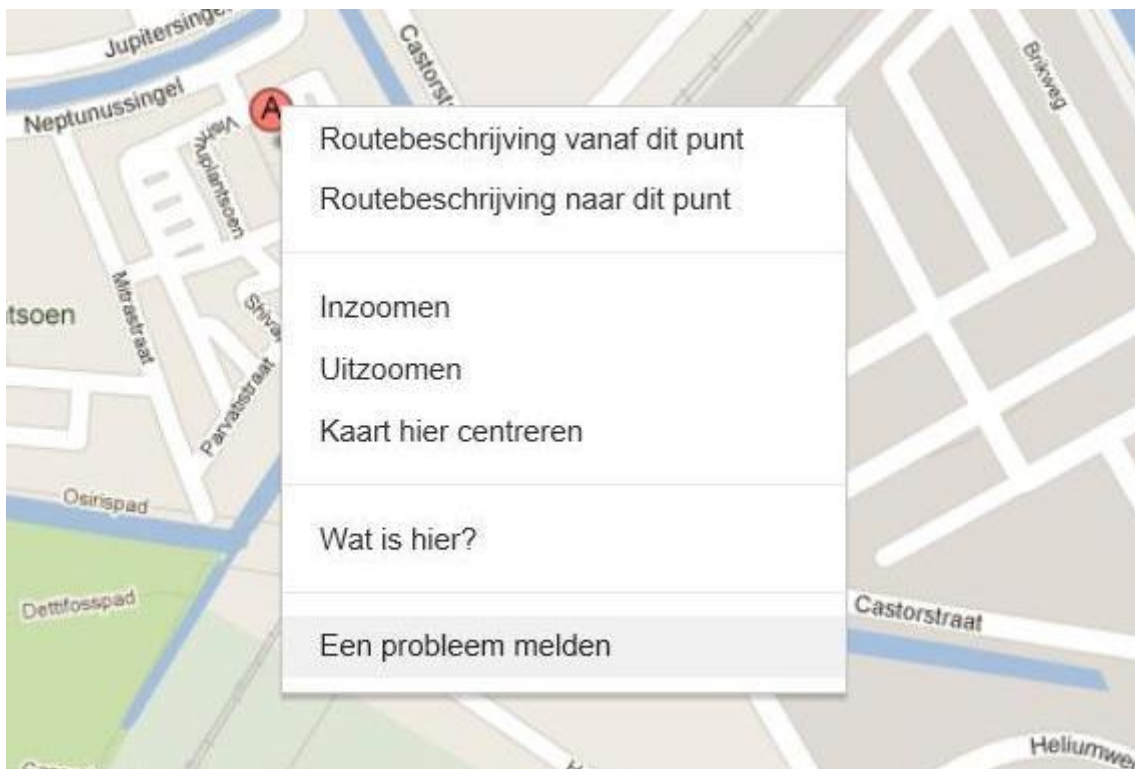 Jupitersingel
Neptunussingel
A
Routebeschrijving vanaf dit punt
Routebeschrijving naar dit punt
Inzoomen
Uitzoomen
Kaart hier centreren
Wat is hier?
Een probleem melden
Brikweg
tsoen
Mitrastraat
Parvatistraat
Osirispad
Dettifosspad
Castorstraat